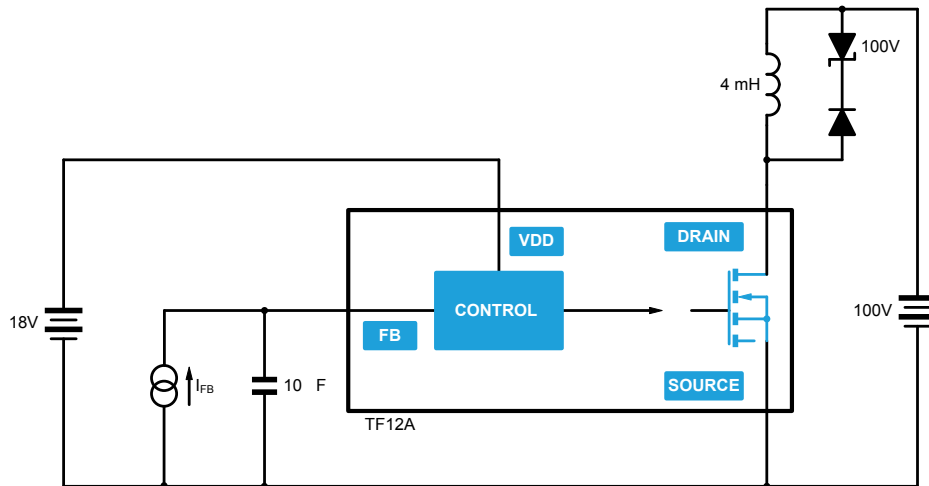 100V
4 mH
VDD
DRAIN
CONTROL
18V
FB
100V
IFB
10 F
SOURCE
TF12A